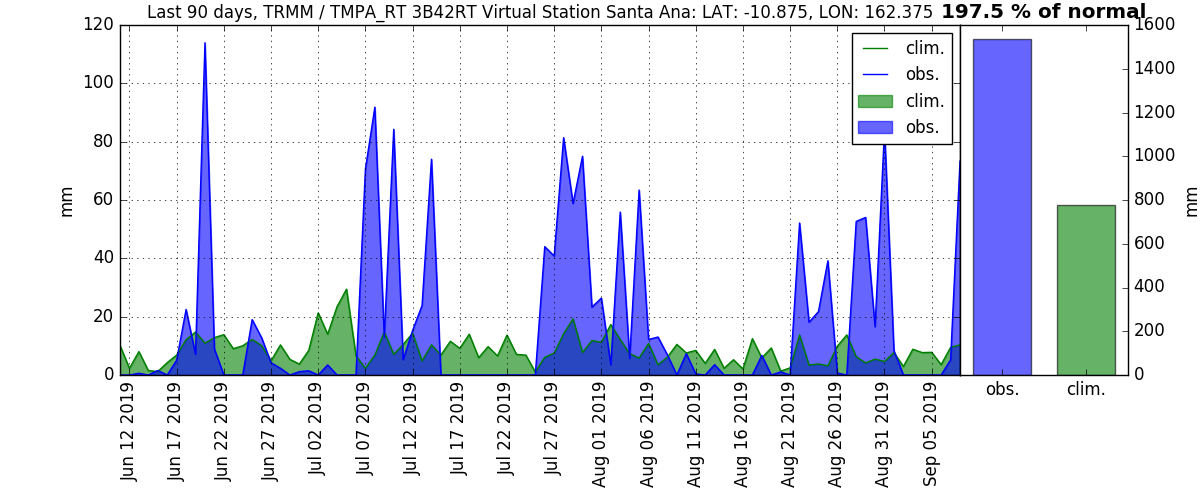 Last 90 days, TRMM / TMPA_RT 3B42RT Virtual Station Santa Ana: LAT: -10.875, LON: 162.375 197.5 % of normal
120
100
80
60
40
20
0
mm
clim.
obs.
clim.
obs.
1600
1400
1200
1000
800
600
400
200
0
mm
Jun 12 2019
Jun 17 2019
Jun 22 2019
Jun 27 2019
Jul 02 2019
Jul 07 2019
Jul 12 2019
Jul 17 2019
Jul 22 2019
Jul 27 2019
Aug 01 2019
Aug 06 2019
Aug 11 2019
Aug 16 2019
Aug 21 2019
Aug 26 2019
Aug 31 2019
Sep 05 2019
obs.
clim.